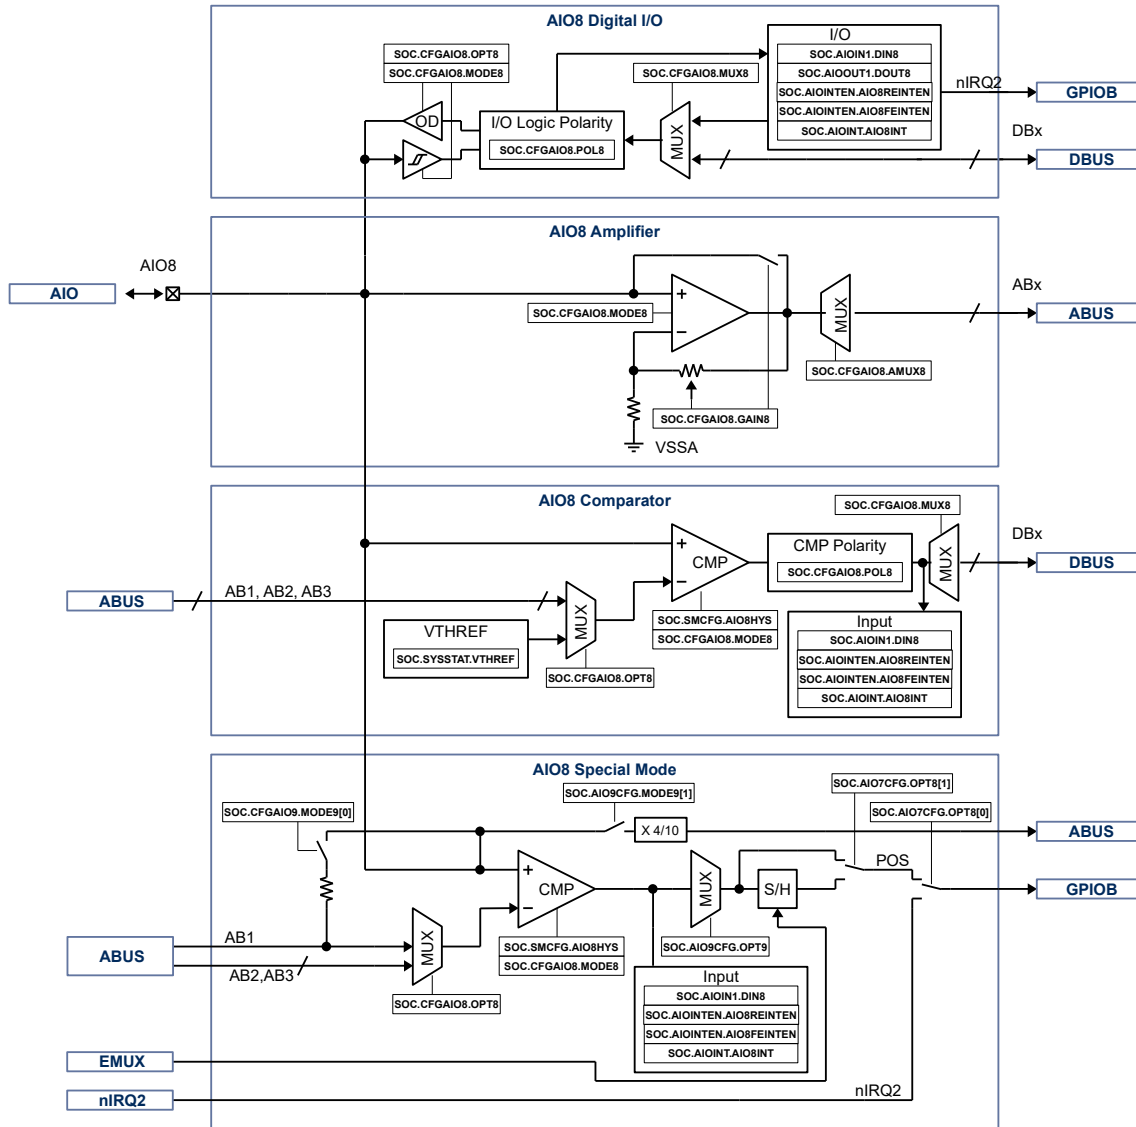 AIO8 Digital I/O
SOC.CFGAIO8.OPT8
SOC.CFGAIO8.MODE8
OD
I/O Logic Polarity
SOC.CFGAIO8.POL8
SOC.CFGAIO8.MUX8
MUX
I/O
SOC.AIOIN1.DIN8
SOC.AIOOUT1.DOUT8
SOC.AIOINTEN.AIO8REINTEN
SOC.AIOINTEN.AIO8FEINTEN
SOC.AIOINT.AIO8INT
nIRQ2
GPIOB
DBx
DBUS
AIO8 Amplifier
AIO
AIO8
SOC.CFGAIO8.MODE8
+
−
MUX
SOC.CFGAIO8.AMUX8
SOC.CFGAIO8.GAIN8
VSSA
ABx
ABUS
AIO8 Comparator
ABUS
AB1, AB2, AB3
VTHREF
SOC.SYSSTAT.VTHREF
MUX
SOC.CFGAIO8.OPT8
+
−
CMP
SOC.SMCFG.AIO8HYS
SOC.CFGAIO8.MODE8
CMP Polarity
SOC.CFGAIO8.POL8
SOC.CFGAIO8.MUX8
MUX
DBx
DBUS
Input
SOC.AIOIN1.DIN8
SOC.AIOINTEN.AIO8REINTEN
SOC.AIOINTEN.AIO8FEINTEN
SOC.AIOINT.AIO8INT
AIO8 Special Mode
SOC.CFGAIO9.MODE9[0]
SOC.AIO9CFG.MODE9[1]
X 4/10
SOC.AIO7CFG.OPT8[1]
SOC.AIO7CFG.OPT8[0]
ABUS
POS
GPIOB
+
−
CMP
SOC.SMCFG.AIO8HYS
SOC.CFGAIO8.MODE8
MUX
SOC.AIO9CFG.OPT9
S/H
ABUS
AB1
AB2,AB3
MUX
SOC.CFGAIO8.OPT8
Input
SOC.AIOIN1.DIN8
SOC.AIOINTEN.AIO8REINTEN
SOC.AIOINTEN.AIO8FEINTEN
SOC.AIOINT.AIO8INT
EMUX
nIRQ2
nIRQ2